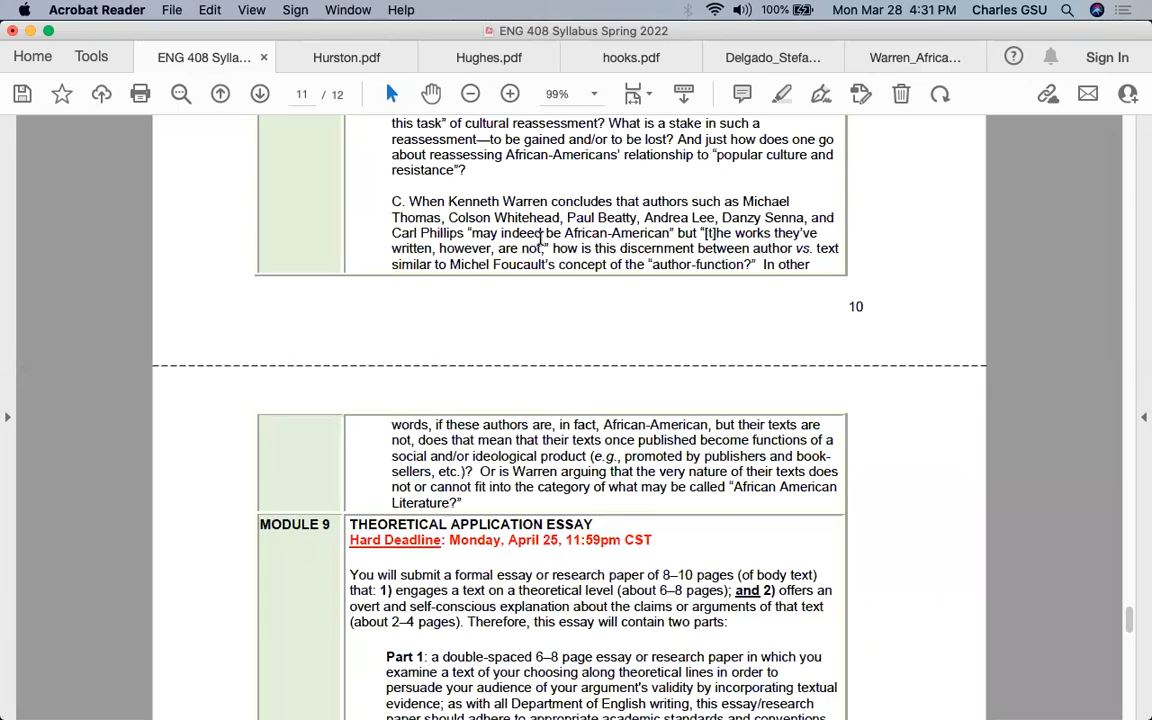 Acrobat Reader File Edit View Sign Window Help 100% Mon Mar 28 4:31 PM Charles GSU
ENG 408 Syllabus Spring 2022
Home Tools ENG 408 Sylla... × Hurston.pdf Hughes.pdf hooks.pdf Delgado_Stefa... Warren_Africa... Sign In
11 / 12 99%
this task” of cultural reassessment? What is a stake in such a
reassessment—to be gained and/or to be lost? And just how does one go
about reassessing African-Americans’ relationship to “popular culture and
resistance”?
C. When Kenneth Warren concludes that authors such as Michael
Thomas, Colson Whitehead, Paul Beatty, Andrea Lee, Danzy Senna, and
Carl Phillips “may indeed be African-American” but “[t]he works they’ve
written, however, are not,” how is this discernment between author vs. text
similar to Michel Foucault’s concept of the “author-function?” In other
10
words, if these authors are, in fact, African-American, but their texts are
not, does that mean that their texts once published become functions of a
social and/or ideological product (e.g., promoted by publishers and book-
sellers, etc.)? Or is Warren arguing that the very nature of their texts does
not or cannot fit into the category of what may be called “African American
Literature?”
MODULE 9 THEORETICAL APPLICATION ESSAY
Hard Deadline: Monday, April 25, 11:59pm CST
You will submit a formal essay or research paper of 8–10 pages (of body text)
that: 1) engages a text on a theoretical level (about 6–8 pages); and 2) offers an
overt and self-conscious explanation about the claims or arguments of that text
(about 2–4 pages). Therefore, this essay will contain two parts:
Part 1: a double-spaced 6–8 page essay or research paper in which you
examine a text of your choosing along theoretical lines in order to
persuade your audience of your argument's validity by incorporating textual
evidence; as with all Department of English writing, this essay/research
paper should adhere to appropriate academic standards and conventions